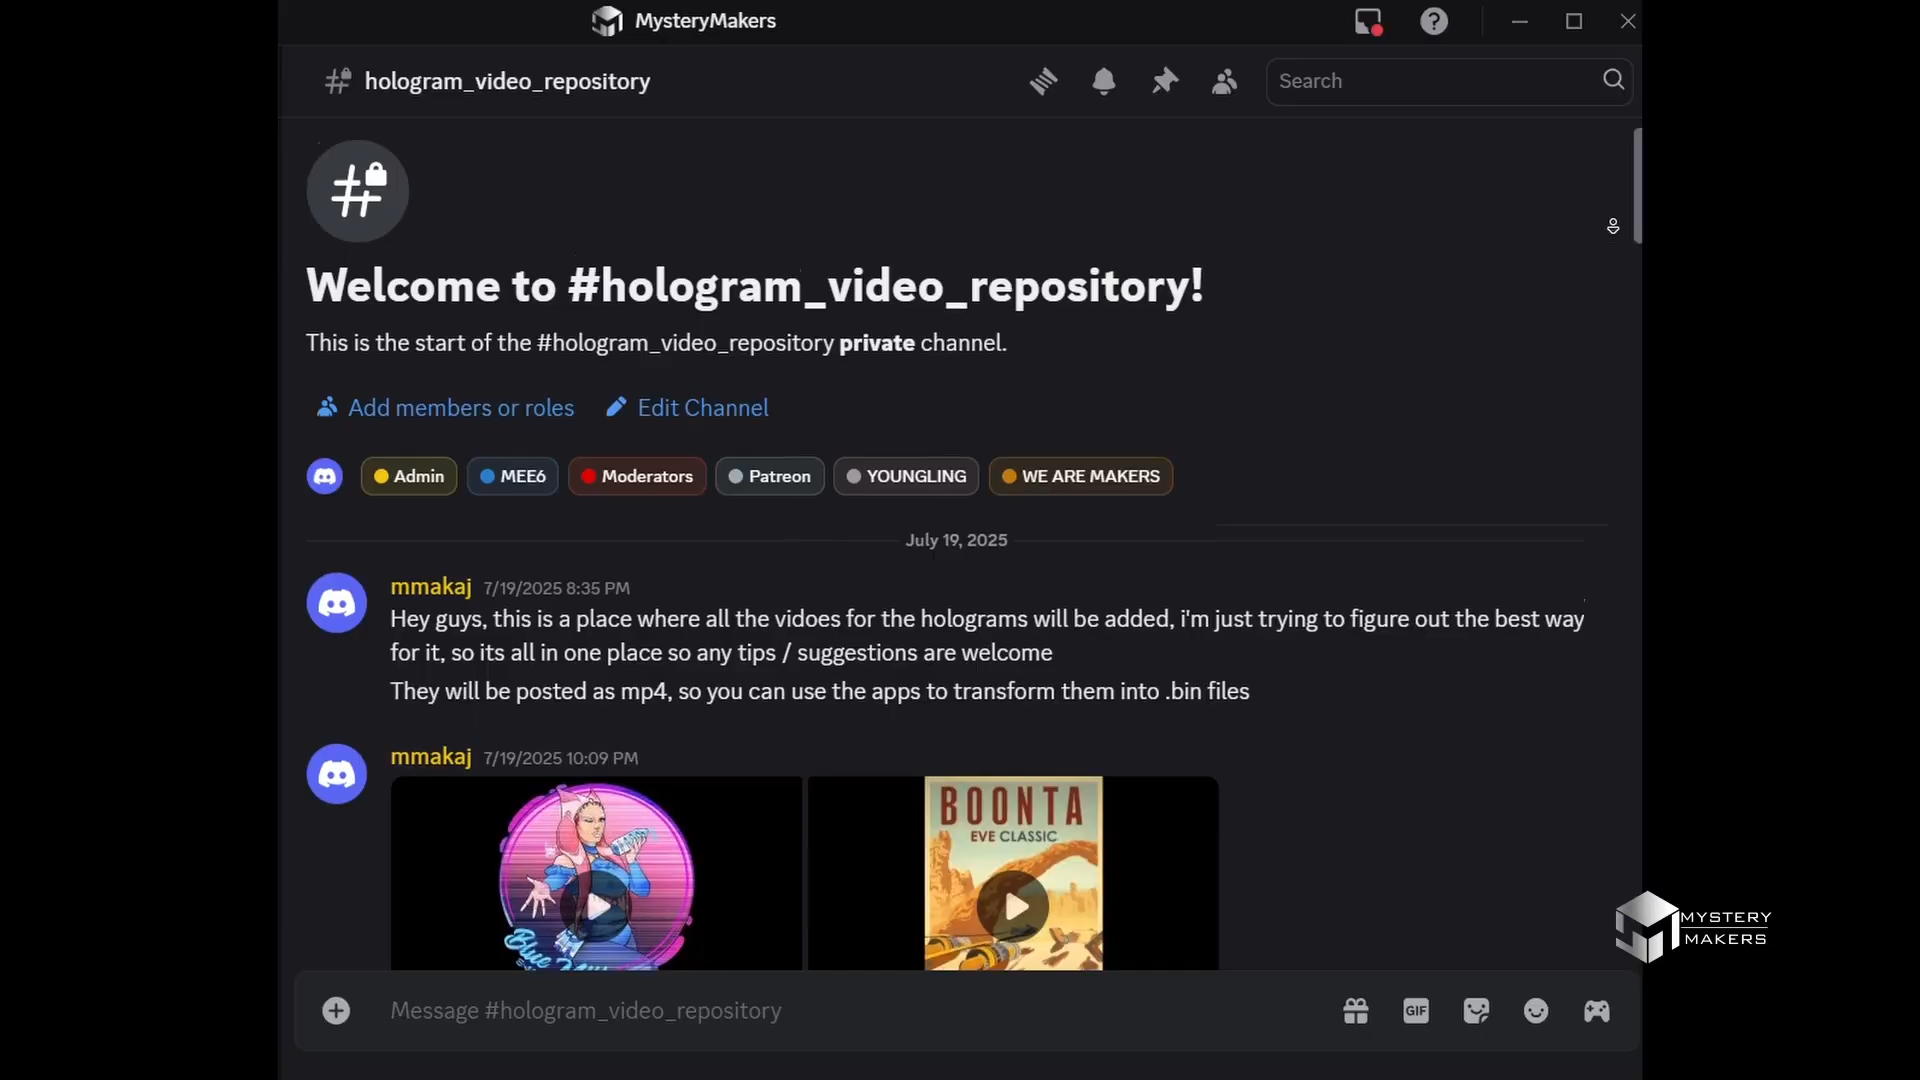 MysteryMakers
hologram_video_repository
Search
Welcome to #hologram_video_repository!
This is the start of the #hologram_video_repository private channel.
Add members or roles
Edit Channel
Admin
MEE6
Moderators
Patreon
YOUNGLING
WE ARE MAKERS
July 19, 2025
mmakaj 7/19/2025 8:35 PM
Hey guys, this is a place where all the vidoes for the holograms will be added, i'm just trying to figure out the best way
for it, so its all in one place so any tips / suggestions are welcome
They will be posted as mp4, so you can use the apps to transform them into .bin files
mmakaj 7/19/2025 10:09 PM
Blue
BOONTA
EVE CLASSIC
MYSTERY
MAKERS
Message #hologram_video_repository
GIF